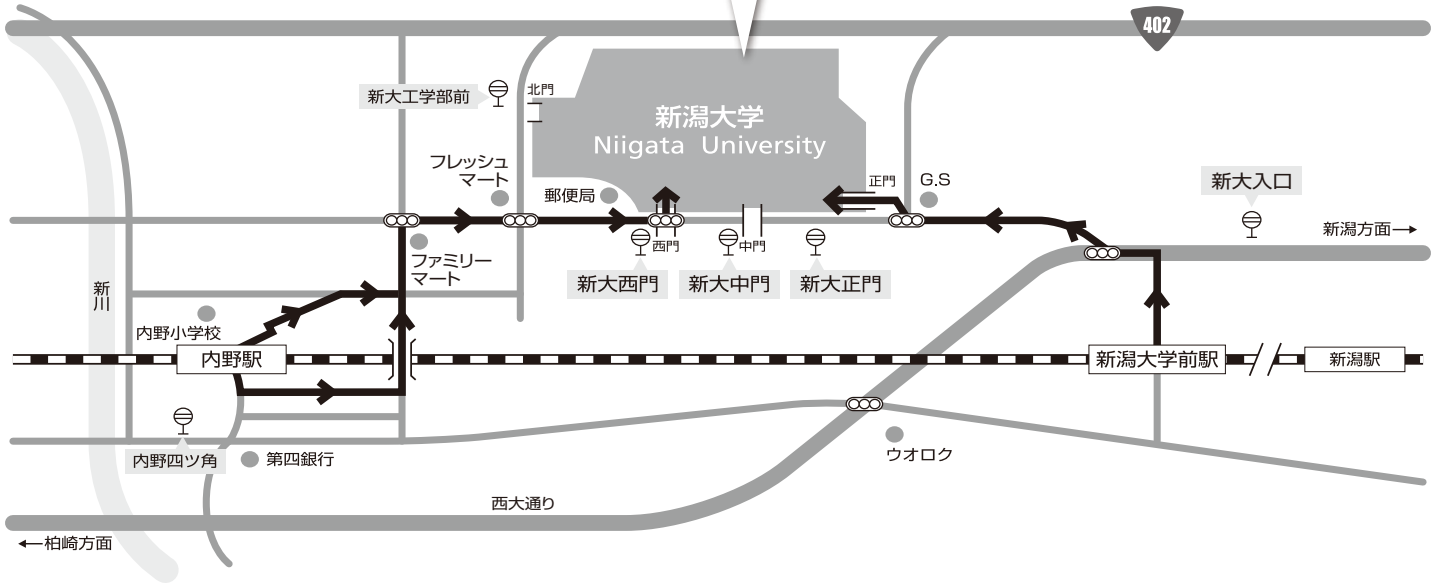 402
新大工学部前
北門
新潟大学
Niigata University
フレッシュ
マート
郵便局
正門
G.S
新大入口
新潟方面→
西門
中門
ファミリー
マート
新大西門
新大中門
新大正門
新川
内野小学校
内野駅
新潟大学前駅
新潟駅
内野四ツ角
第四銀行
ウオロク
西大通り
←柏崎方面